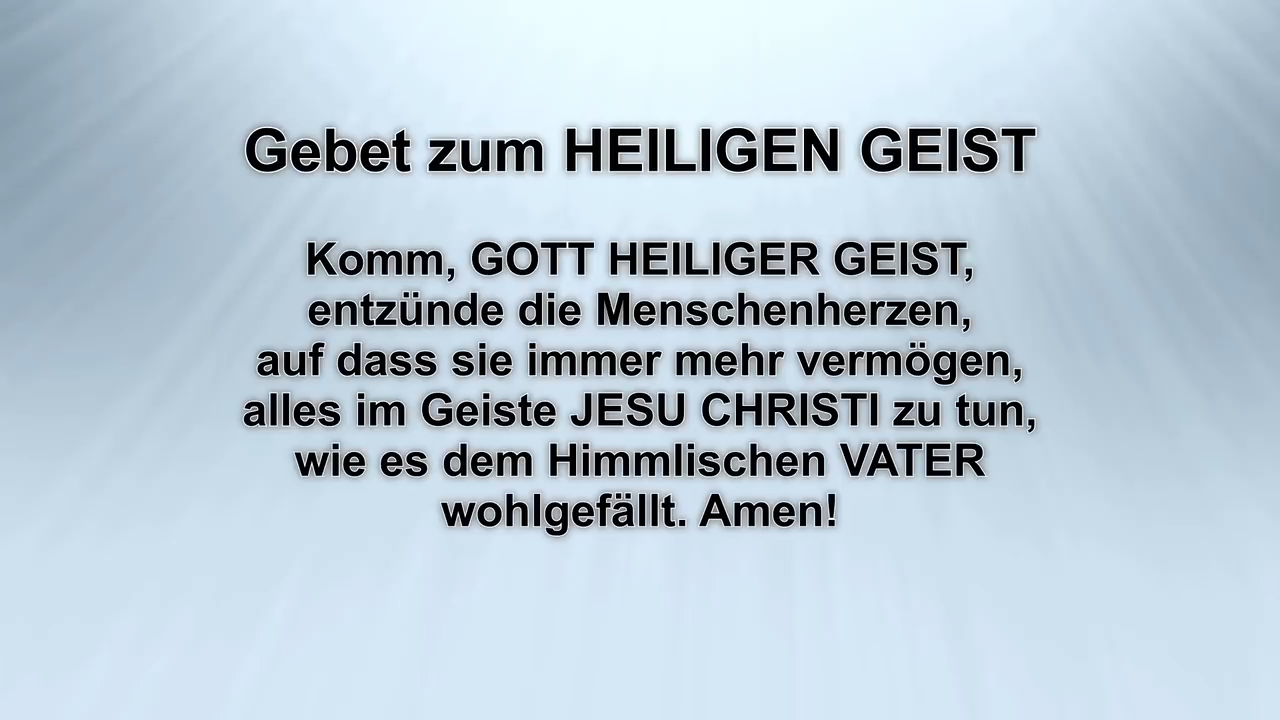 Gebet zum HEILIGEN GEIST
Komm, GOTT HEILIGER GEIST,
entzünde die Menschenherzen,
auf dass sie immer mehr vermögen,
alles im Geiste JESU CHRISTI zu tun,
wie es dem Himmlischen VATER
wohlgefällt. Amen!